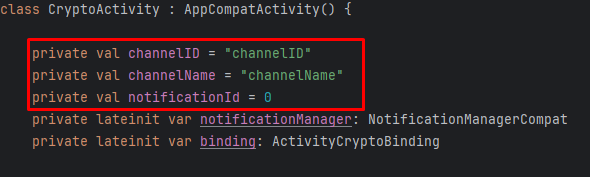 class CryptoActivity : AppCompatActivity() {
private val channelID = "channelID"
private val channelName = "channelName"
private val notificationId = 0
private lateinit var notificationManager: NotificationManagerCompat
private lateinit var binding: ActivityCryptoBinding